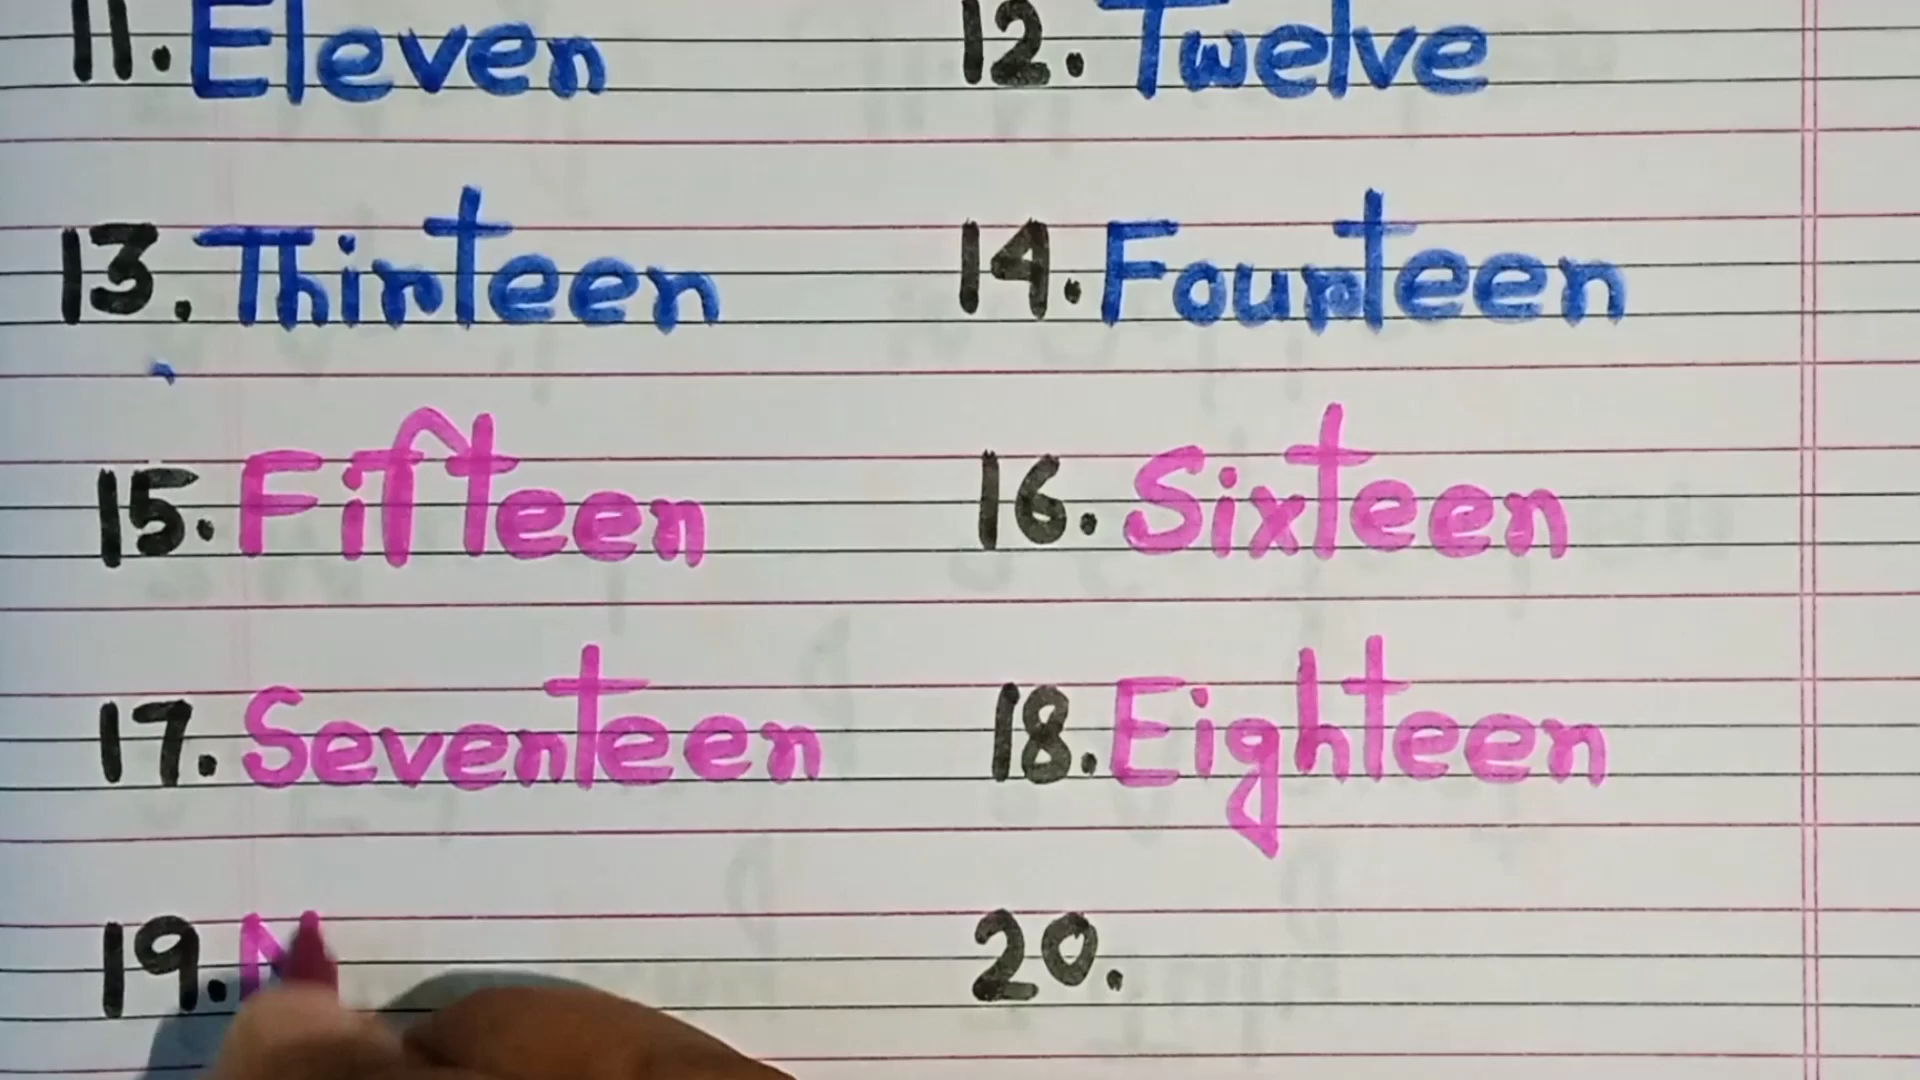 11. Eleven 12. Twelve
13. Thirteen 14. Fourteen
15. Fifteen 16. Sixteen
17. Seventeen 18. Eighteen
19. N 20.